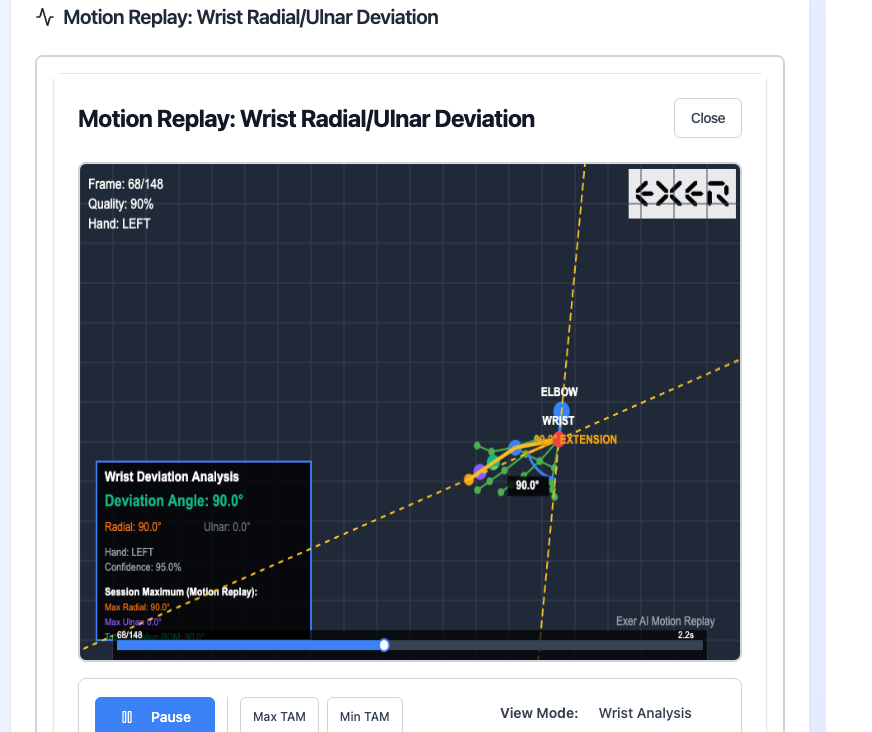 Motion Replay: Wrist Radial/Ulnar Deviation
Motion Replay: Wrist Radial/Ulnar Deviation
Close
Frame: 68/148
Quality: 90%
Hand: LEFT
EXER
ELBOW
WRIST
EXTENSION
90.0°
Wrist Deviation Analysis
Deviation Angle: 90.0°
Radial: 90.0° Ulnar: 0.0°
Hand: LEFT
Confidence: 95.0%
Session Maximum (Motion Replay):
Max Radial: 90.0°
Max Ulnar: 0.0°
ROM: 90.0°
Exer AI Motion Replay
68/148
2.2s
Pause
Max TAM
Min TAM
View Mode: Wrist Analysis